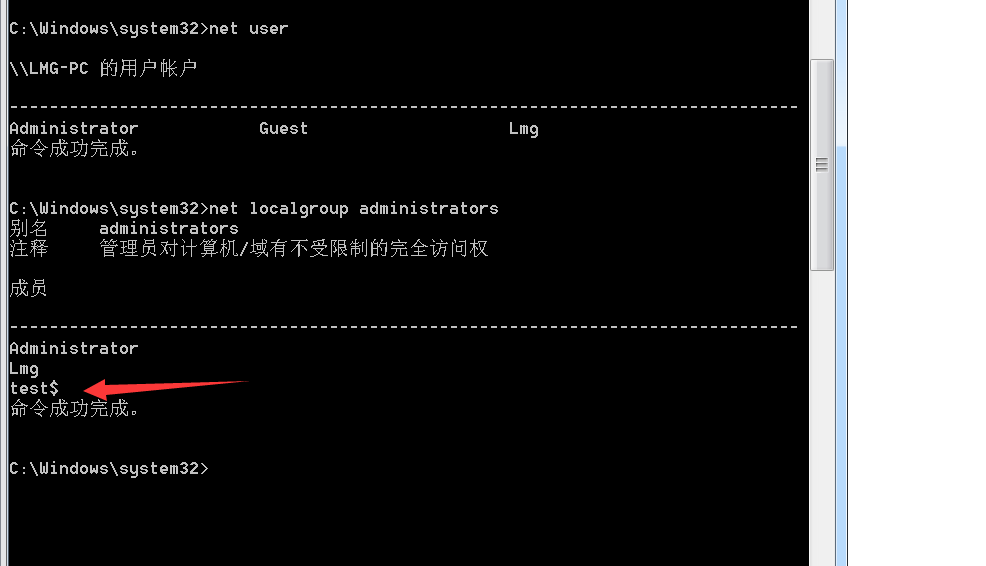 C:\Windows\system32>net user
\\LMG-PC 的用户帐户
-------------------------------------------------------------------------------
Administrator            Guest                    Lmg
命令成功完成。
C:\Windows\system32>net localgroup administrators
别名     administrators
注释     管理员对计算机/域有不受限制的完全访问权
成员
-------------------------------------------------------------------------------
Administrator
Lmg
test$
命令成功完成。
C:\Windows\system32>